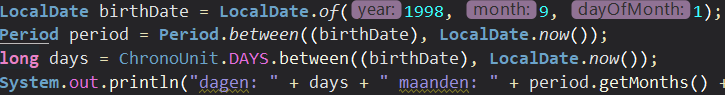 LocalDate birthDate = LocalDate.of( year: 1998, month: 9, dayOfMonth: 1);
Period period = Period.between((birthDate), LocalDate.now());
long days = ChronoUnit.DAYS.between((birthDate), LocalDate.now());
System.out.println("dagen: " + days + " maanden: " + period.getMonths() +